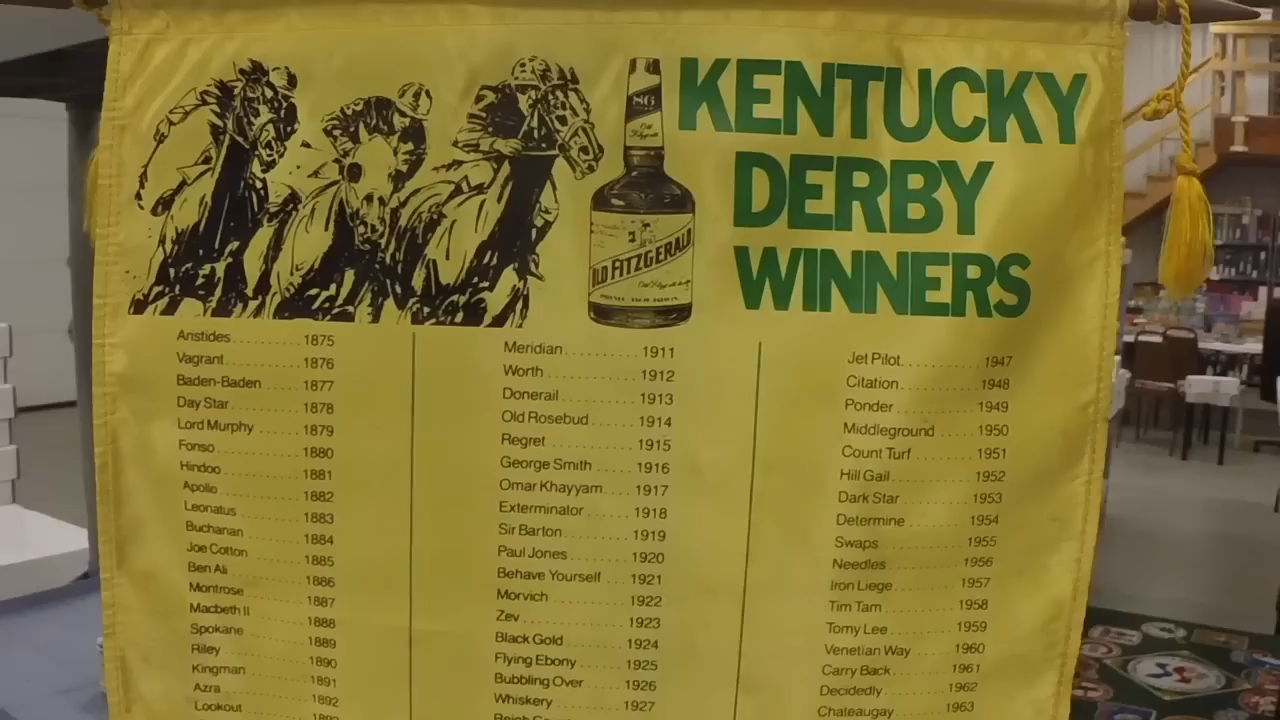 KENTUCKY
DERBY
WINNERS
86
Old
OLD FITZGERALD
Aristides......... 1875
Vagrant.......... 1876
Baden-Baden ..... 1877
Day Star ......... 1878
Lord Murphy ...... 1879
Fonso ........... 1880
Hindoo .......... 1881
Apollo ........... 1882
Leonatus ......... 1883
Buchanan ........ 1884
Joe Cotton ....... 1885
Ben Ali .......... 1886
Montrose ........ 1887
Macbeth II ....... 1888
Spokane ......... 1889
Riley ............ 1890
Kingman ......... 1891
Azra ............. 1892
Lookout .......... 1893
Meridian .......... 1911
Worth ........... 1912
Donerail .......... 1913
Old Rosebud ...... 1914
Regret ........... 1915
George Smith ..... 1916
Omar Khayyam .... 1917
Exterminator ...... 1918
Sir Barton ......... 1919
Paul Jones ........ 1920
Behave Yourself ... 1921
Morvich .......... 1922
Zev .............. 1923
Black Gold ........ 1924
Flying Ebony ...... 1925
Bubbling Over ..... 1926
Whiskery ......... 1927
Jet Pilot.......... 1947
Citation .......... 1948
Ponder .......... 1949
Middleground ..... 1950
Count Turf ........ 1951
Hill Gail .......... 1952
Dark Star ......... 1953
Determine ........ 1954
Swaps ........... 1955
Needles .......... 1956
Iron Liege ........ 1957
Tim Tam ......... 1958
Tomy Lee ........ 1959
Venetian Way ..... 1960
Carry Back ....... 1961
Decidedly ........ 1962
Chateaugay ...... 1963